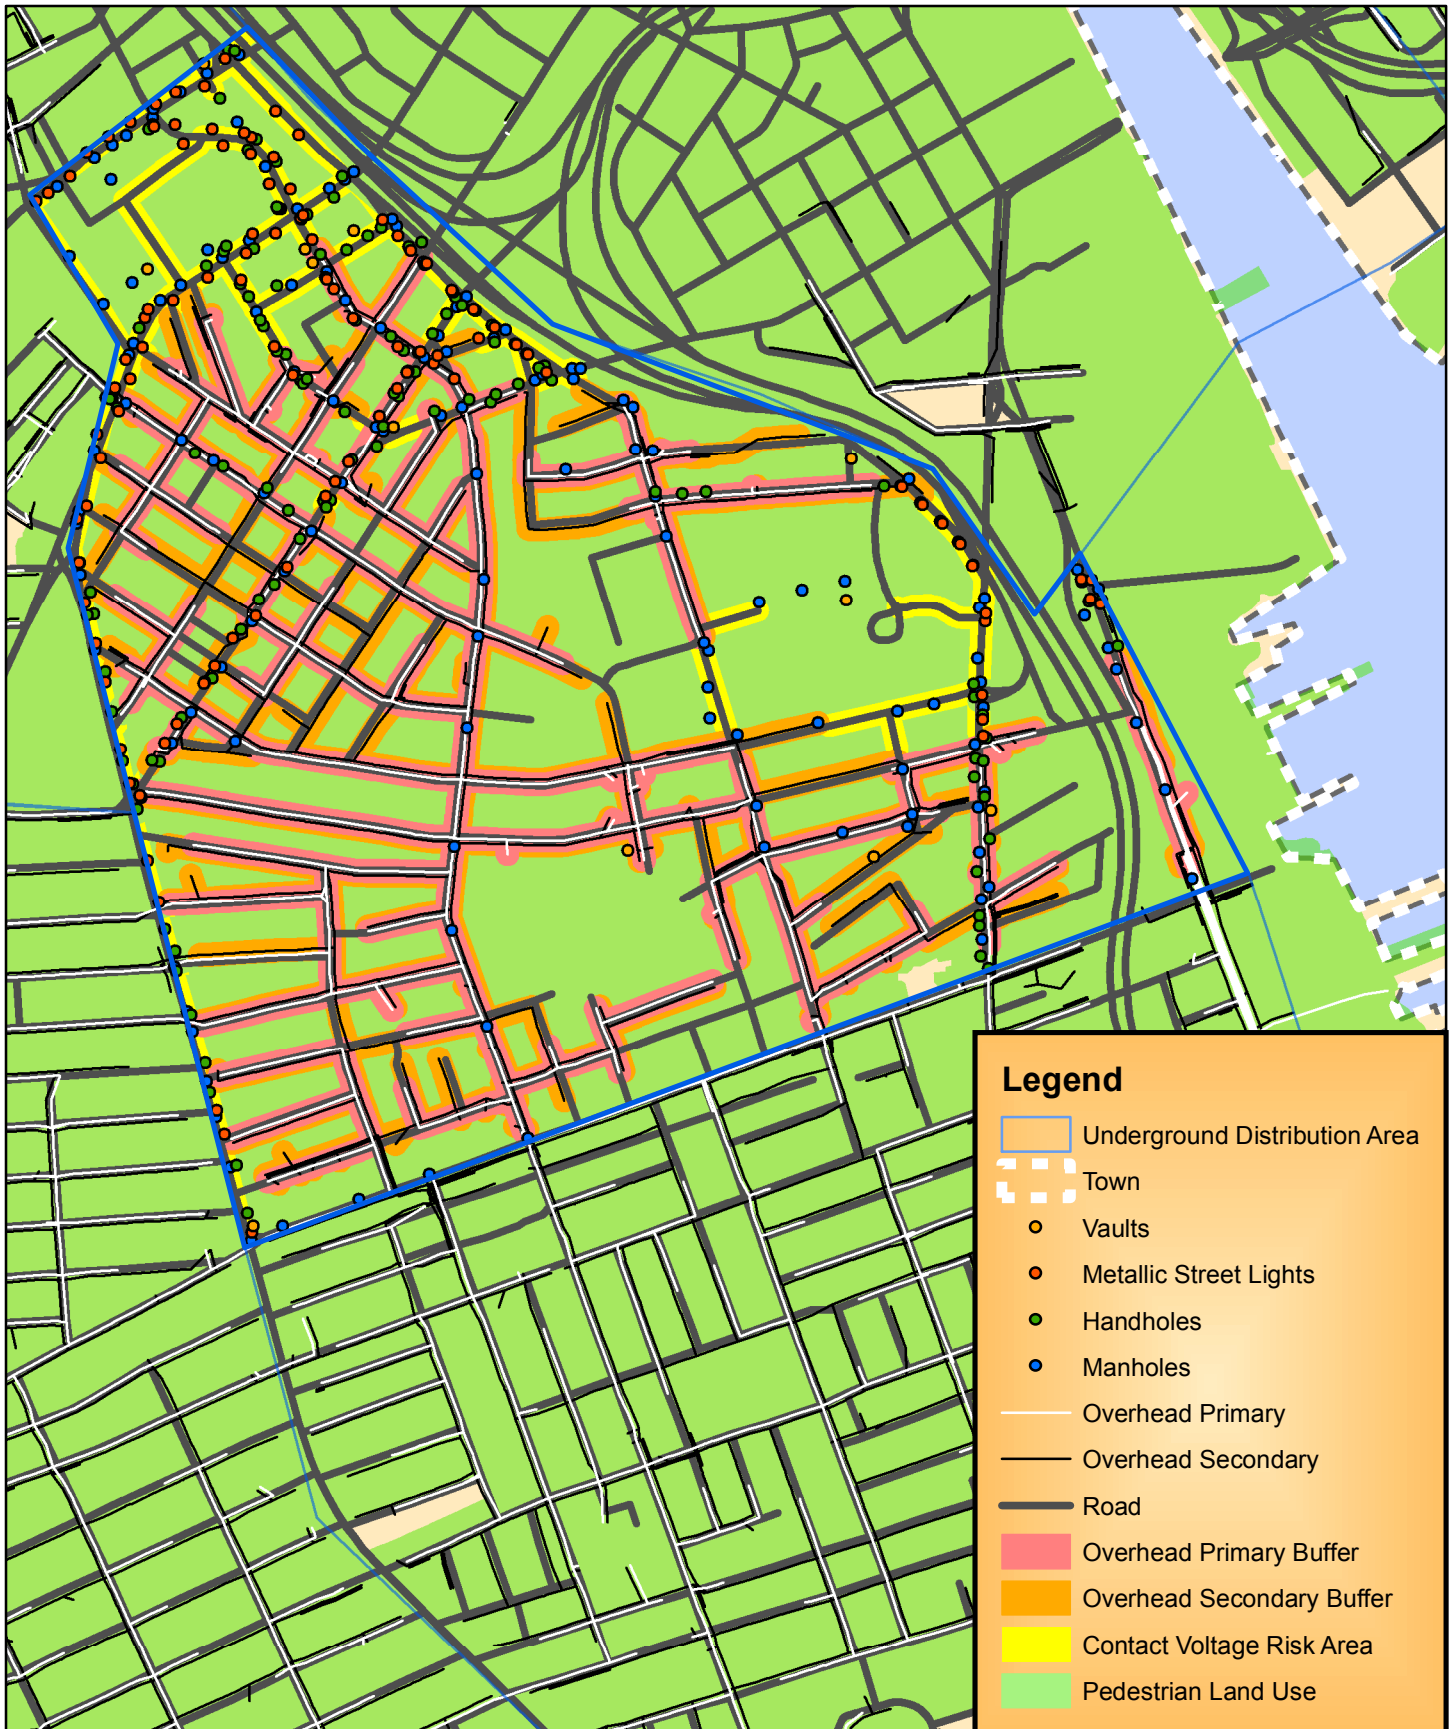 Legend
Underground Distribution Area
Town
Vaults
Metallic Street Lights
Handholes
Manholes
Overhead Primary
Overhead Secondary
Road
Overhead Primary Buffer
Overhead Secondary Buffer
Contact Voltage Risk Area
Pedestrian Land Use